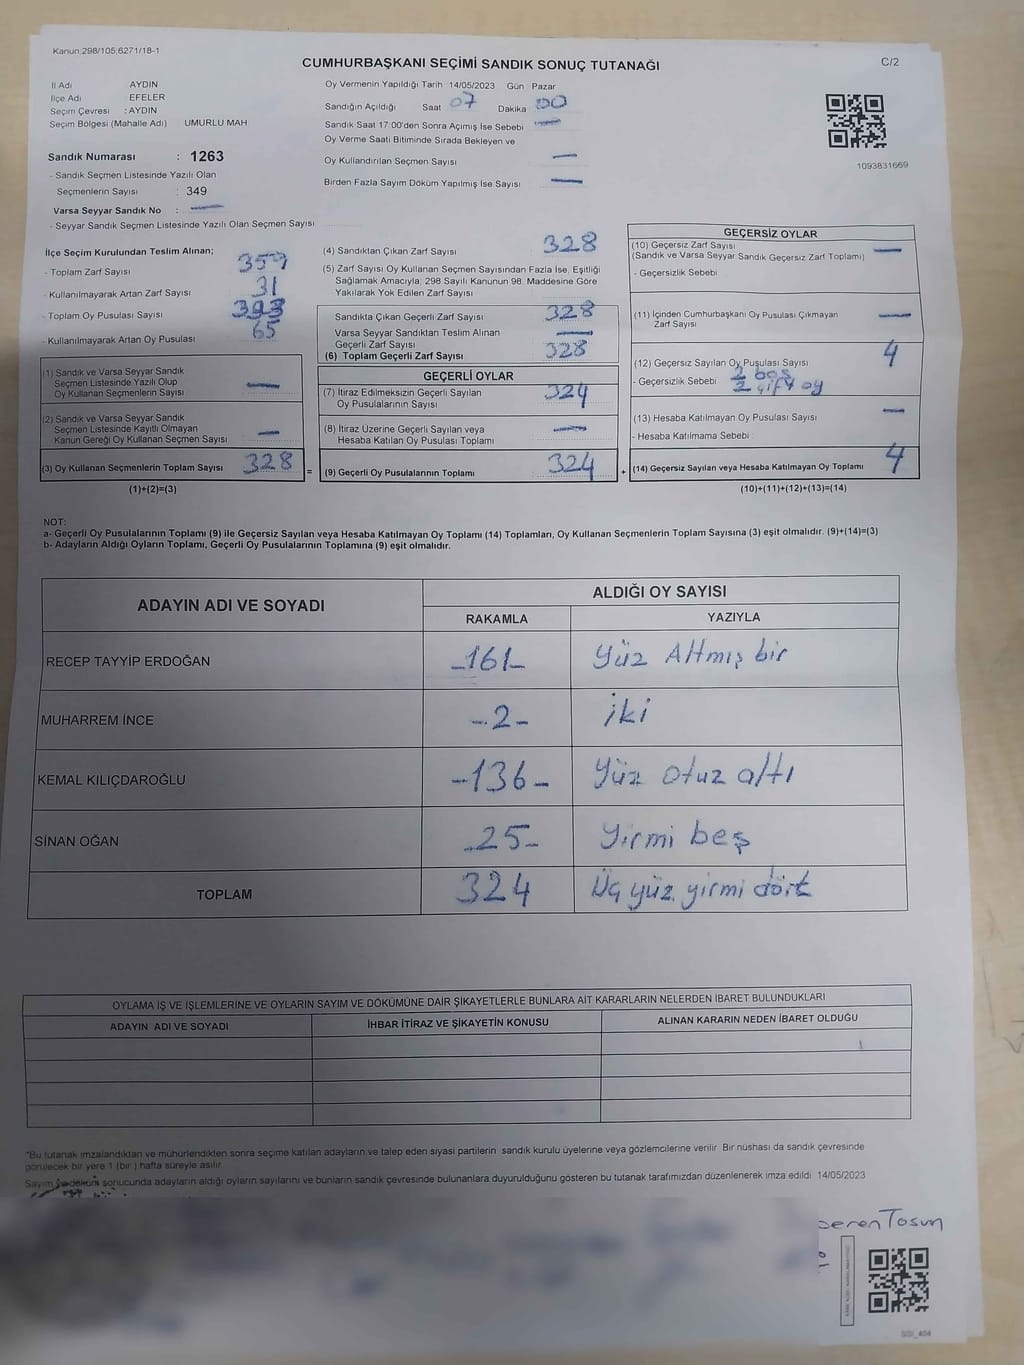 Kanun:298/105,6271/18-1
CUMHURBAŞKANI SEÇİMİ SANDIK SONUÇ TUTANAĞI
C/2
İl Adı AYDIN
İlçe Adı EFELER
Seçim Çevresi : AYDIN
Seçim Bölgesi (Mahalle Adı) UMURLU MAH
Sandık Numarası : 1263
- Sandık Seçmen Listesinde Yazılı Olan
Seçmenlerin Sayısı : 349
Varsa Seyyar Sandık No : —
- Seyyar Sandık Seçmen Listesinde Yazılı Olan Seçmen Sayısı
Oy Vermenin Yapıldığı Tarih 14/05/2023 Gün Pazar
Sandığın Açıldığı Saat 07 Dakika 00
Sandık Saat 17:00'den Sonra Açımış İse Sebebi —
Oy Verme Saati Bitiminde Sırada Bekleyen ve
Oy Kullandırılan Seçmen Sayısı —
Birden Fazla Sayım Döküm Yapılmış İse Sayısı —
1093831669
İlçe Seçim Kurulundan Teslim Alınan;
- Toplam Zarf Sayısı 359
- Kullanılmayarak Artan Zarf Sayısı 31
- Toplam Oy Pusulası Sayısı 393
- Kullanılmayarak Artan Oy Pusulası 65
(1) Sandık ve Varsa Seyyar Sandık
Seçmen Listesinde Yazılı Olup
Oy Kullanan Seçmenlerin Sayısı —
(2) Sandık ve Varsa Seyyar Sandık
Seçmen Listesinde Kayıtlı Olmayan
Kanun Gereği Oy Kullanan Seçmen Sayısı —
(3) Oy Kullanan Seçmenlerin Toplam Sayısı 328
(1)+(2)=(3)
(4) Sandıktan Çıkan Zarf Sayısı 328
(5) Zarf Sayısı Oy Kullanan Seçmen Sayısından Fazla İse, Eşitliği
Sağlamak Amacıyla; 298 Sayılı Kanunun 98. Maddesine Göre
Yakılarak Yok Edilen Zarf Sayısı
Sandıkta Çıkan Geçerli Zarf Sayısı 328
Varsa Seyyar Sandıktan Teslim Alınan
Geçerli Zarf Sayısı —
(6) Toplam Geçerli Zarf Sayısı 328
GEÇERLİ OYLAR
(7) İtiraz Edilmeksizin Geçerli Sayılan
Oy Pusulalarının Sayısı 324
(8) İtiraz Üzerine Geçerli Sayılan veya
Hesaba Katılan Oy Pusulası Toplamı —
= (9) Geçerli Oy Pusulalarının Toplamı 324 +
GEÇERSİZ OYLAR
(10) Geçersiz Zarf Sayısı —
(Sandık ve Varsa Seyyar Sandık Geçersiz Zarf Toplamı)
- Geçersizlik Sebebi
(11) İçinden Cumhurbaşkanı Oy Pusulası Çıkmayan
Zarf Sayısı —
(12) Geçersiz Sayılan Oy Pusulası Sayısı 4
- Geçersizlik Sebebi 2 boş
2 çift oy
(13) Hesaba Katılmayan Oy Pusulası Sayısı —
- Hesaba Katılmama Sebebi
(14) Geçersiz Sayılan veya Hesaba Katılmayan Oy Toplamı 4
(10)+(11)+(12)+(13)=(14)
NOT:
a- Geçerli Oy Pusulalarının Toplamı (9) ile Geçersiz Sayılan veya Hesaba Katılmayan Oy Toplamı (14) Toplamları, Oy Kullanan Seçmenlerin Toplam Sayısına (3) eşit olmalıdır. (9)+(14)=(3)
b- Adayların Aldığı Oyların Toplamı, Geçerli Oy Pusulalarının Toplamına (9) eşit olmalıdır.
ADAYIN ADI VE SOYADI
ALDIĞI OY SAYISI
RAKAMLA YAZIYLA
RECEP TAYYİP ERDOĞAN -161- Yüz Altmış bir
MUHARREM İNCE -2- iki
KEMAL KILIÇDAROĞLU -136- Yüz otuz altı
SİNAN OĞAN -25- Yirmi beş
TOPLAM 324 Üç yüz yirmi dört
OYLAMA İŞ VE İŞLEMLERİNE VE OYLARIN SAYIM VE DÖKÜMÜNE DAİR ŞİKAYETLERLE BUNLARA AİT KARARLARIN NELERDEN İBARET BULUNDUKLARI
ADAYIN ADI VE SOYADI İHBAR İTİRAZ VE ŞİKAYETİN KONUSU ALINAN KARARIN NEDEN İBARET OLDUĞU
"Bu tutanak imzalandıktan ve mühürlendikten sonra seçime katılan adayların ve talep eden siyasi partilerin sandık kurulu üyelerine veya gözlemcilerine verilir Bir nüshası da sandık çevresinde
görülecek bir yere 1 (bir ) hafta süreyle asılır.
Sayım ve döküm sonucunda adayların aldığı oyların sayılarını ve bunların sandık çevresinde bulunanlara duyurulduğunu gösteren bu tutanak tarafımızdan düzenlenerek imza edildi 14/05/2023
Tosun